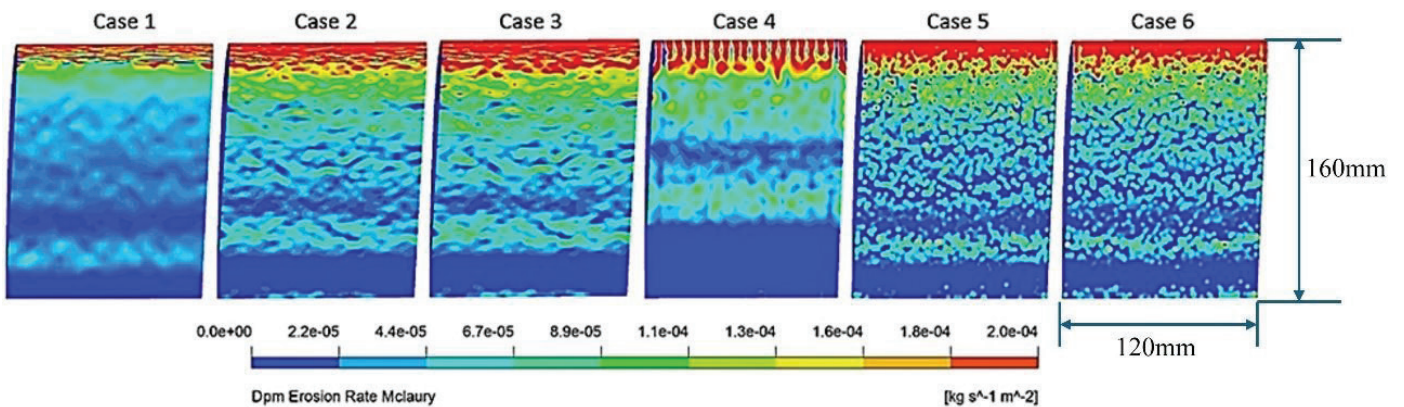 Case 1 Case 2 Case 3 Case 4 Case 5 Case 6
160mm
0.0e+00 2.2e-05 4.4e-05 6.7e-05 8.9e-05 1.1e-04 1.3e-04 1.6e-04 1.8e-04 2.0e-04
120mm
Dpm Erosion Rate Mclaury [kg s^-1 m^-2]